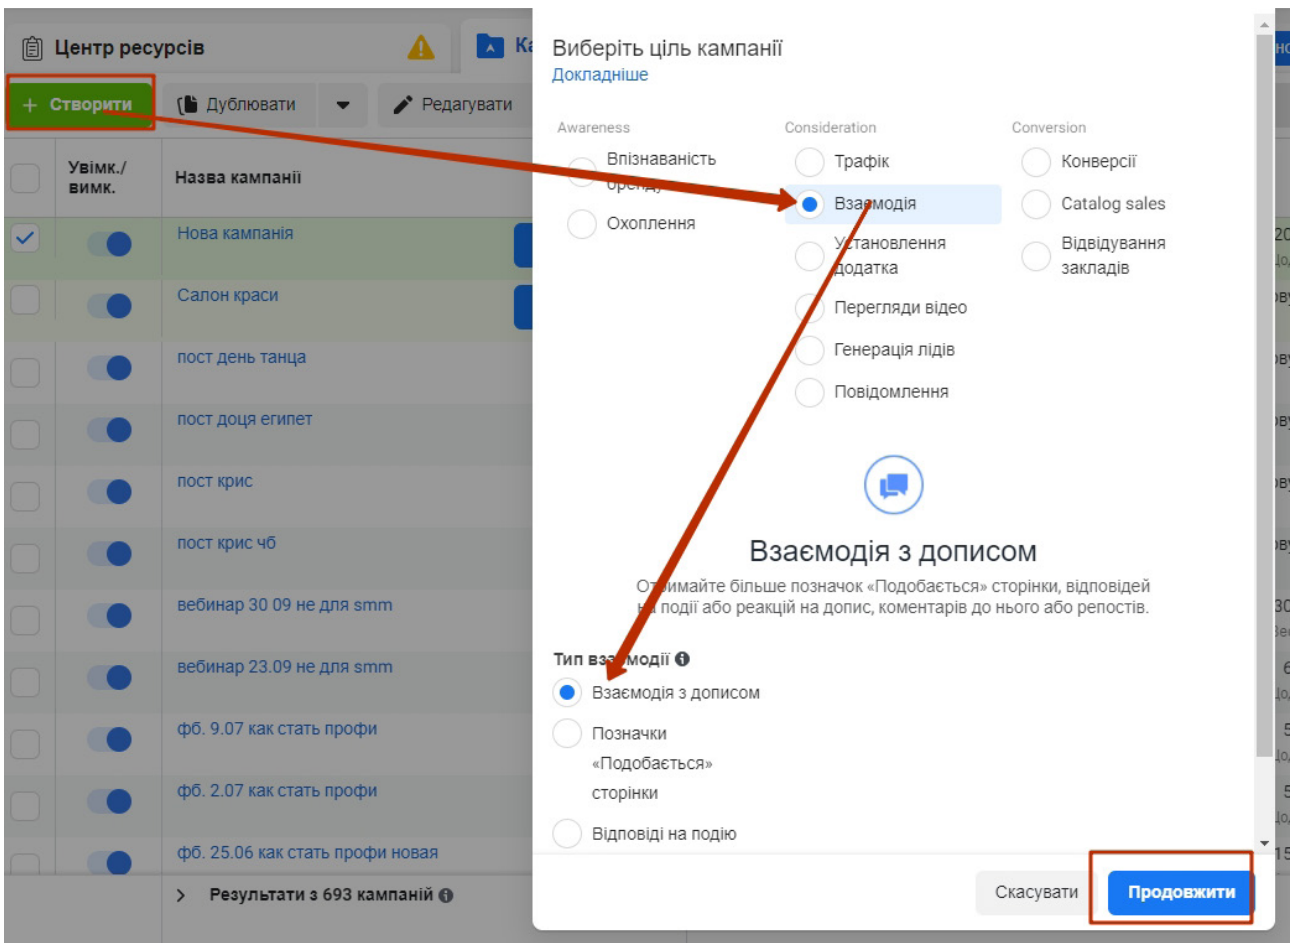 Центр ресурсів
+ Створити
Дублювати
Редагувати
Увімк./
вимк.
Назва кампанії
Нова кампанія
Салон краси
пост день танца
пост доця египет
пост крис
пост крис чб
вебинар 30 09 не для smm
вебинар 23.09 не для smm
фб. 9.07 как стать профи
фб. 2.07 как стать профи
фб. 25.06 как стать профи новая
Результати з 693 кампаній
Виберіть ціль кампанії
Докладніше
Awareness
Впізнаваність
бренду
Охоплення
Consideration
Трафік
Взаємодія
Установлення
додатка
Перегляди відео
Генерація лідів
Повідомлення
Conversion
Конверсії
Catalog sales
Відвідування
закладів
Взаємодія з дописом
Отримайте більше позначок «Подобається» сторінки, відповідей
на події або реакцій на допис, коментарів до нього або репостів.
Тип взаємодії
Взаємодія з дописом
Позначки
«Подобається»
сторінки
Відповіді на подію
Скасувати
Продовжити